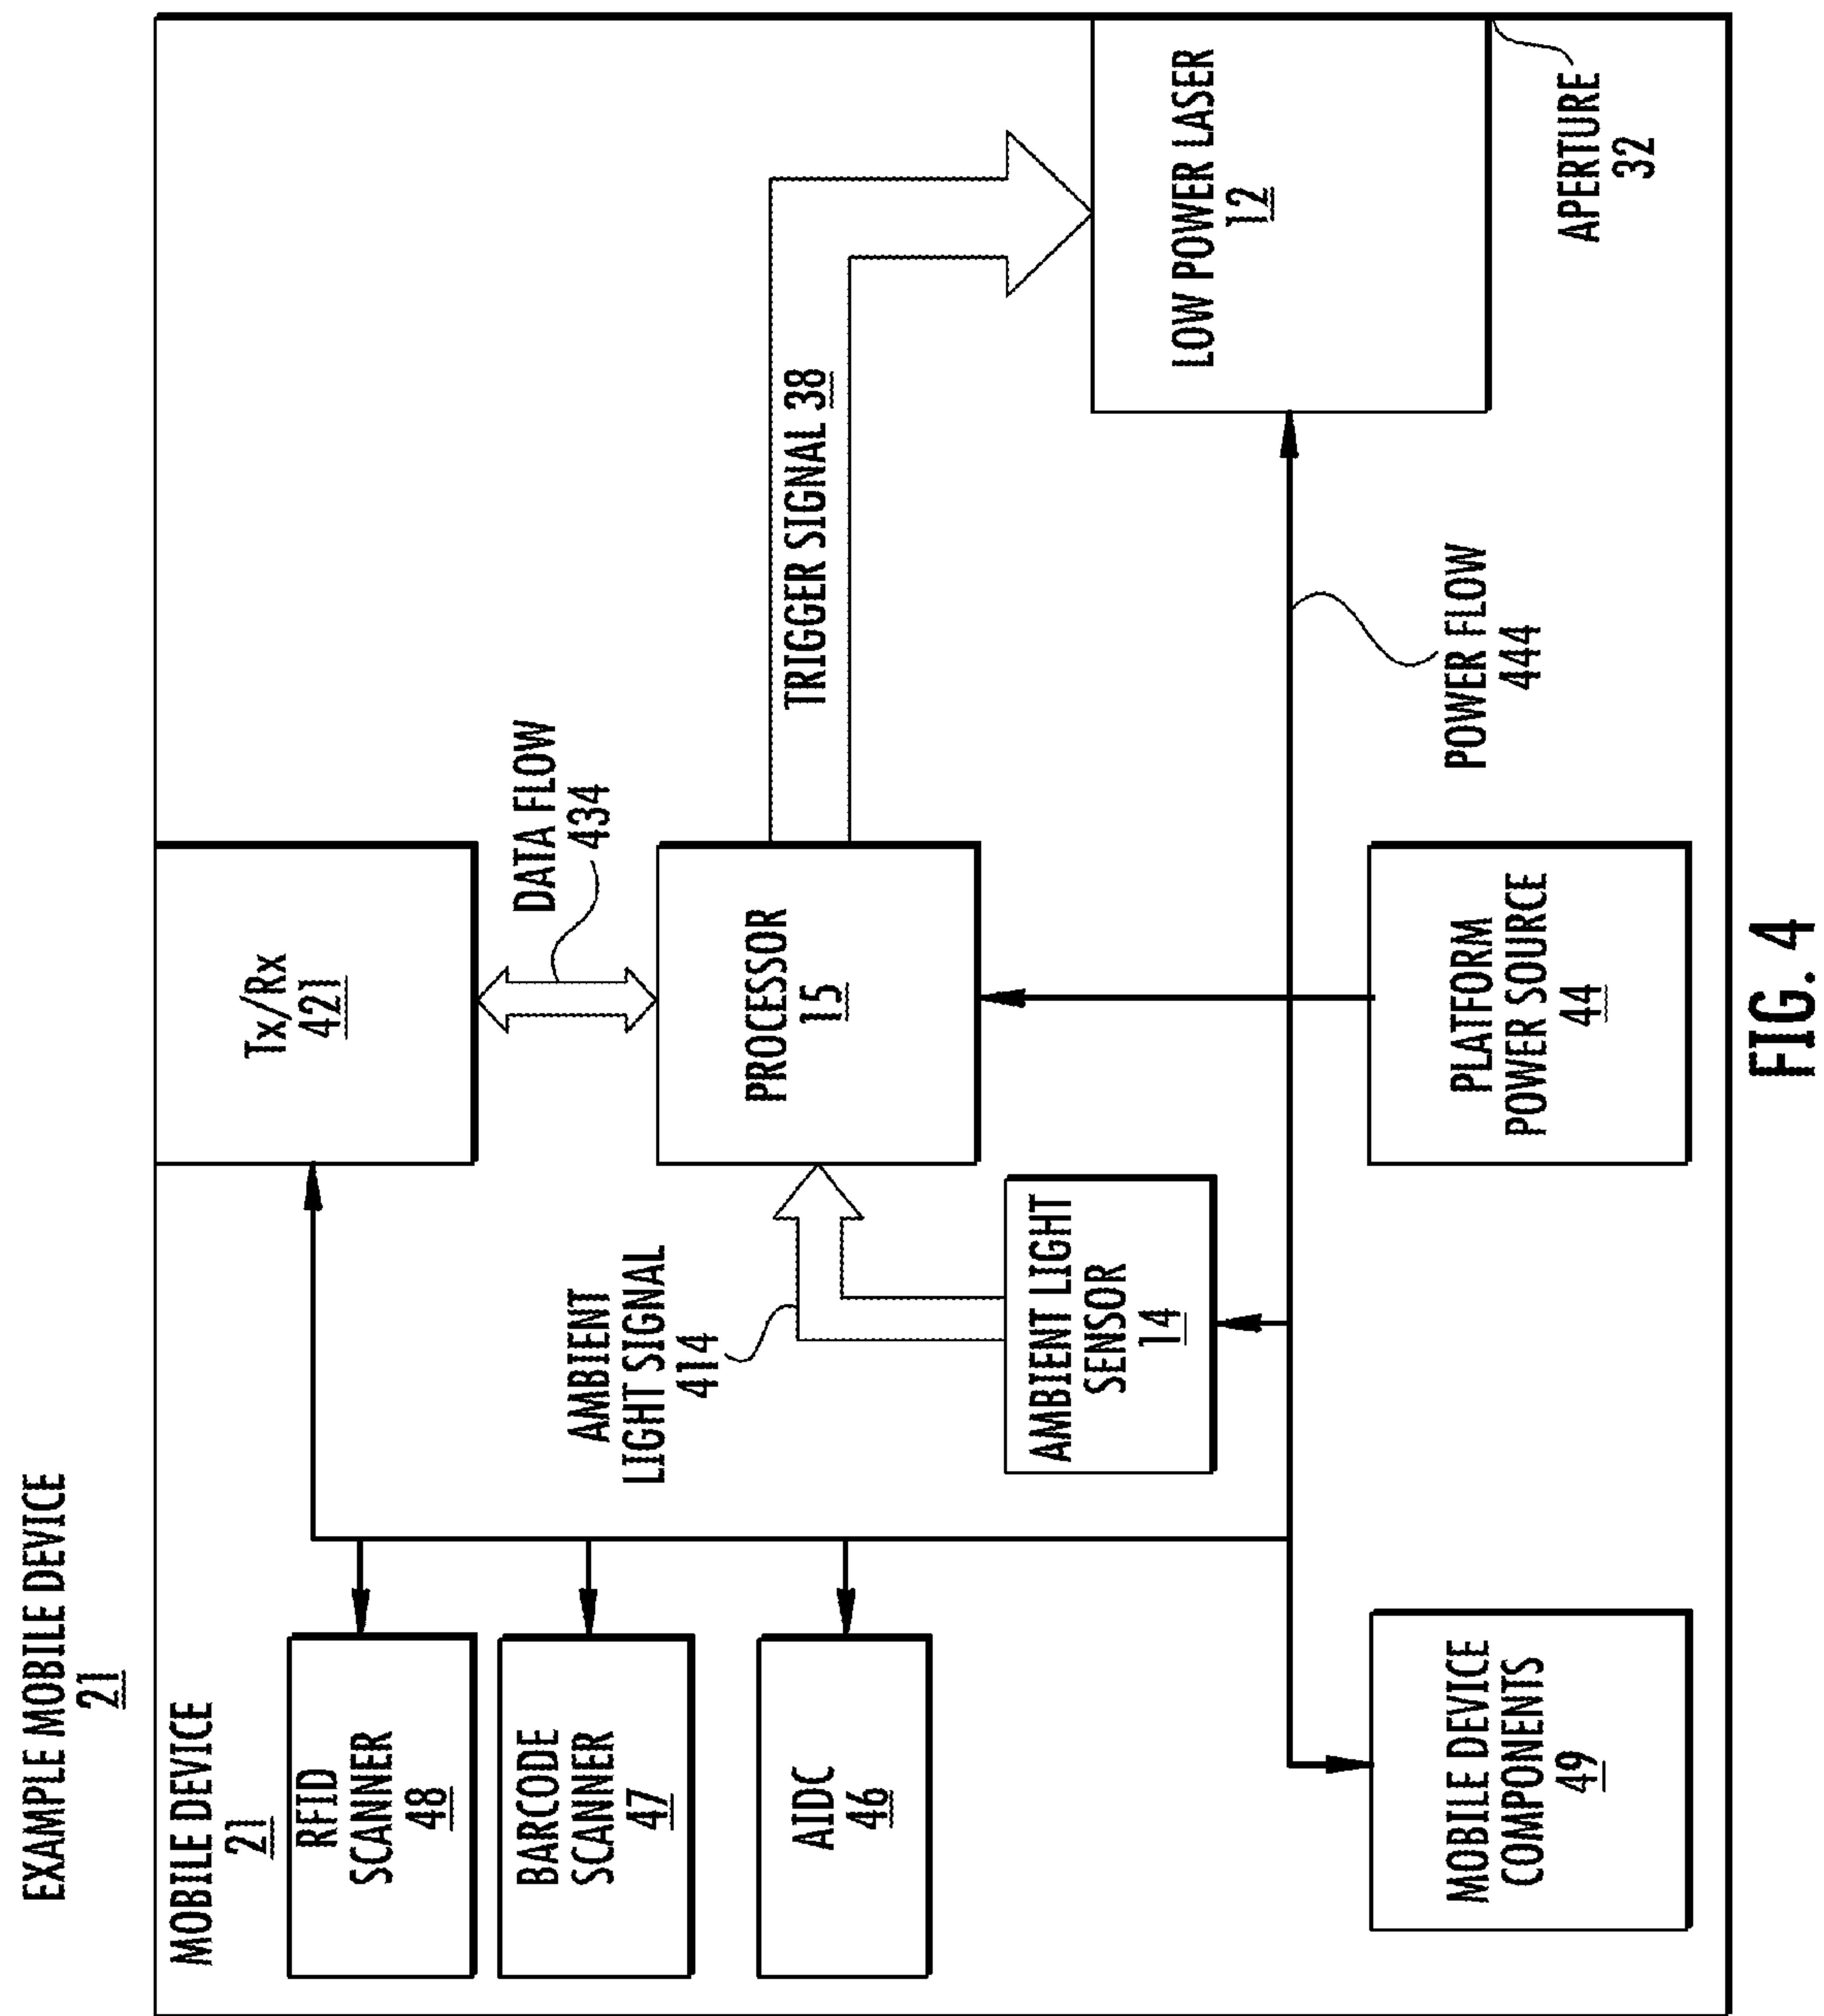 EXAMPLE MOBILE DEVICE
21
MOBILE DEVICE
21
RFID
SCANNER
48
BARCODE
SCANNER
47
AIDC
46
MOBILE DEVICE
COMPONENTS
49
AMBIENT
LIGHT SIGNAL
414
AMBIENT LIGHT
SENSOR
14
Tx/Rx
421
DATA FLOW
434
PROCESSOR
15
PLATFORM
POWER SOURCE
44
TRIGGER SIGNAL 38
POWER FLOW
444
LOW POWER LASER
12
APERTURE
32
FIG. 4